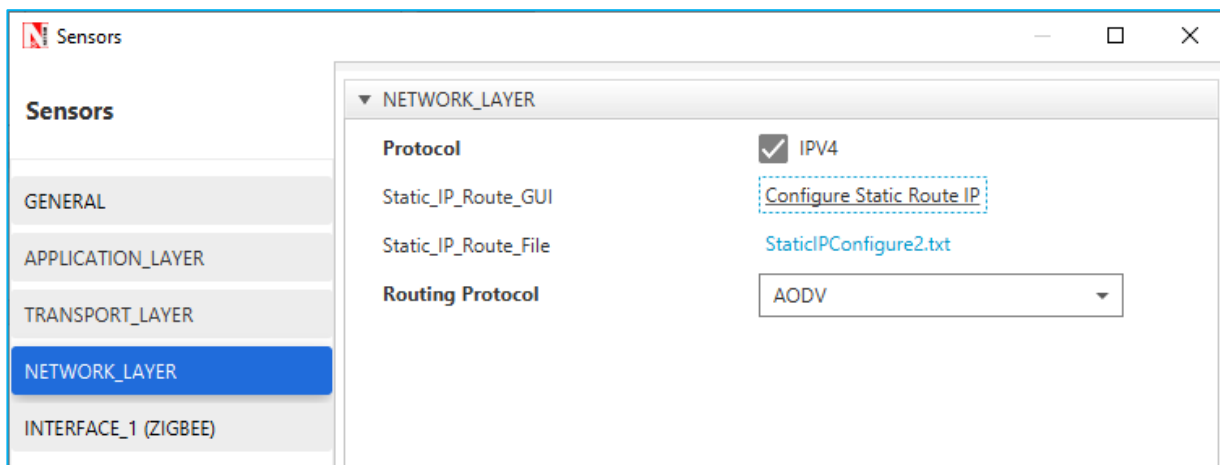 Sensors
Sensors
GENERAL
APPLICATION_LAYER
TRANSPORT_LAYER
NETWORK_LAYER
INTERFACE_1 (ZIGBEE)
NETWORK_LAYER
Protocol IPV4
Static_IP_Route_GUI Configure Static Route IP
Static_IP_Route_File StaticIPConfigure2.txt
Routing Protocol AODV